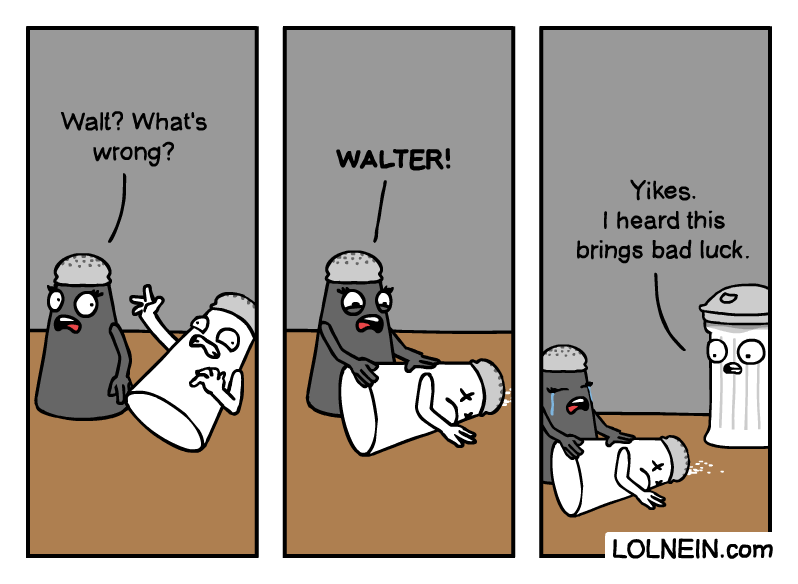 Walt? What's
wrong?
WALTER!
Yikes.
I heard this
brings bad luck.
LOLNEIN.com